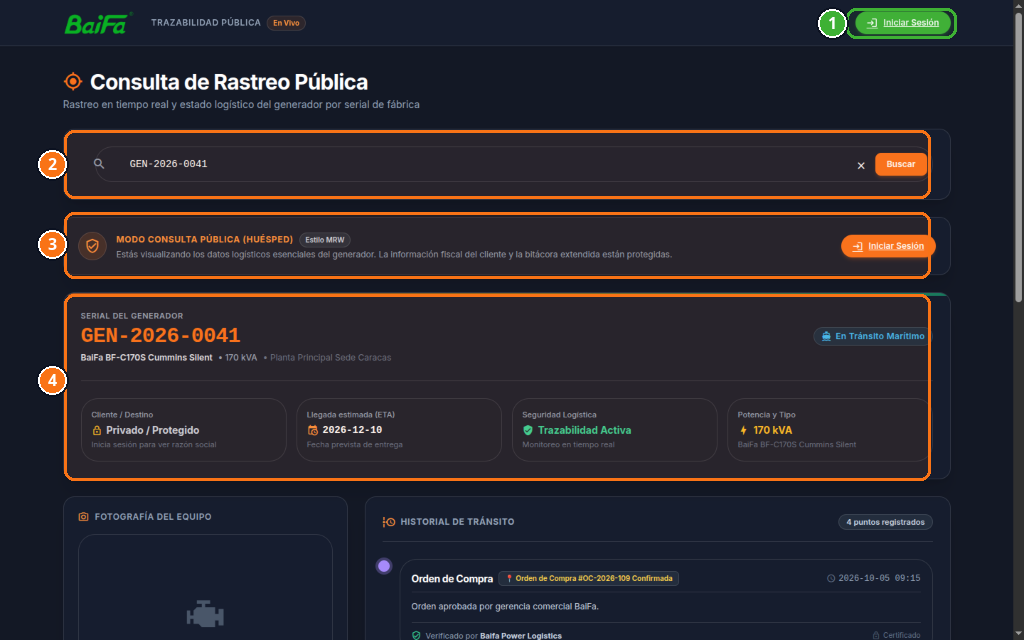 BaiFa TRAZABILIDAD PÚBLICA En Vivo
1 Iniciar Sesión
Consulta de Rastreo Pública
Rastreo en tiempo real y estado logístico del generador por serial de fábrica
2 GEN-2026-0041 × Buscar
3 MODO CONSULTA PÚBLICA (HUÉSPED) Estilo MRW
Estás visualizando los datos logísticos esenciales del generador. La información fiscal del cliente y la bitácora extendida están protegidas.
Iniciar Sesión
SERIAL DEL GENERADOR
GEN-2026-0041
En Tránsito Marítimo
BaiFa BF-C170S Cummins Silent • 170 kVA • Planta Principal Sede Caracas
4
Cliente / Destino
Privado / Protegido
Inicia sesión para ver razón social
Llegada estimada (ETA)
2026-12-10
Fecha prevista de entrega
Seguridad Logística
Trazabilidad Activa
Monitoreo en tiempo real
Potencia y Tipo
170 kVA
BaiFa BF-C170S Cummins Silent
FOTOGRAFÍA DEL EQUIPO
HISTORIAL DE TRÁNSITO 4 puntos registrados
Orden de Compra Orden de Compra #OC-2026-109 Confirmada 2026-10-05 09:15
Orden aprobada por gerencia comercial BaiFa.
Verificado por Baifa Power Logistics Certificado